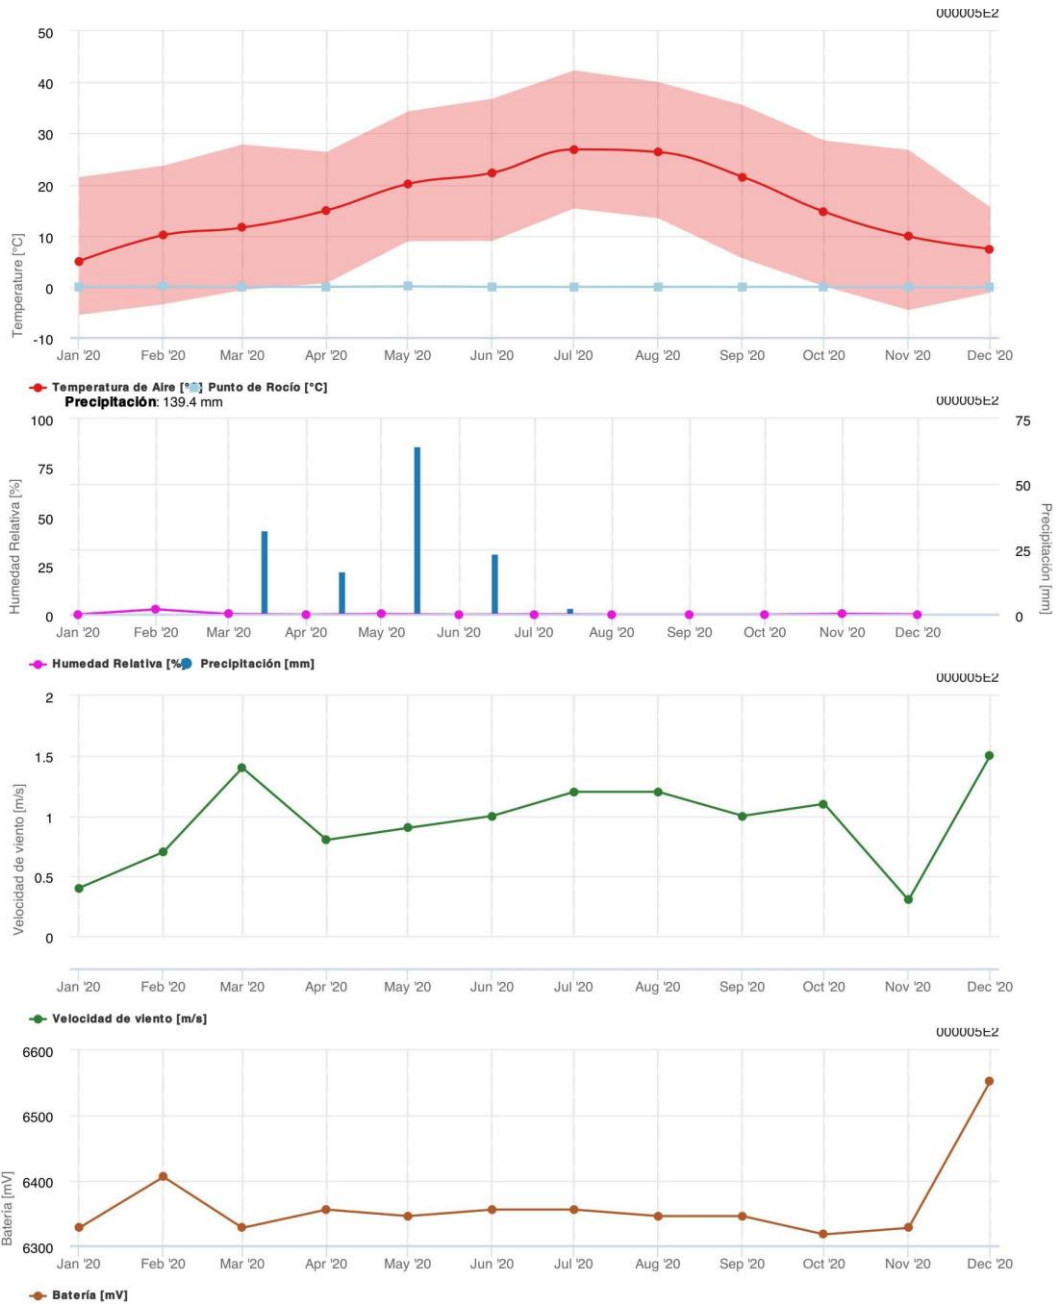 000005E2
50
40
30
20
10
0
-10
Temperature [°C]
Jan '20 Feb '20 Mar '20 Apr '20 May '20 Jun '20 Jul '20 Aug '20 Sep '20 Oct '20 Nov '20 Dec '20
Temperatura de Aire [°C] Punto de Rocío [°C]
Precipitación: 139.4 mm
000005E2
100
75
50
25
0
Humedad Relativa [%]
75
50
25
0
Precipitación [mm]
Jan '20 Feb '20 Mar '20 Apr '20 May '20 Jun '20 Jul '20 Aug '20 Sep '20 Oct '20 Nov '20 Dec '20
Humedad Relativa [%] Precipitación [mm]
000005E2
2
1.5
1
0.5
0
Velocidad de viento [m/s]
Jan '20 Feb '20 Mar '20 Apr '20 May '20 Jun '20 Jul '20 Aug '20 Sep '20 Oct '20 Nov '20 Dec '20
Velocidad de viento [m/s]
000005E2
6600
6500
6400
6300
Batería [mV]
Jan '20 Feb '20 Mar '20 Apr '20 May '20 Jun '20 Jul '20 Aug '20 Sep '20 Oct '20 Nov '20 Dec '20
Batería [mV]